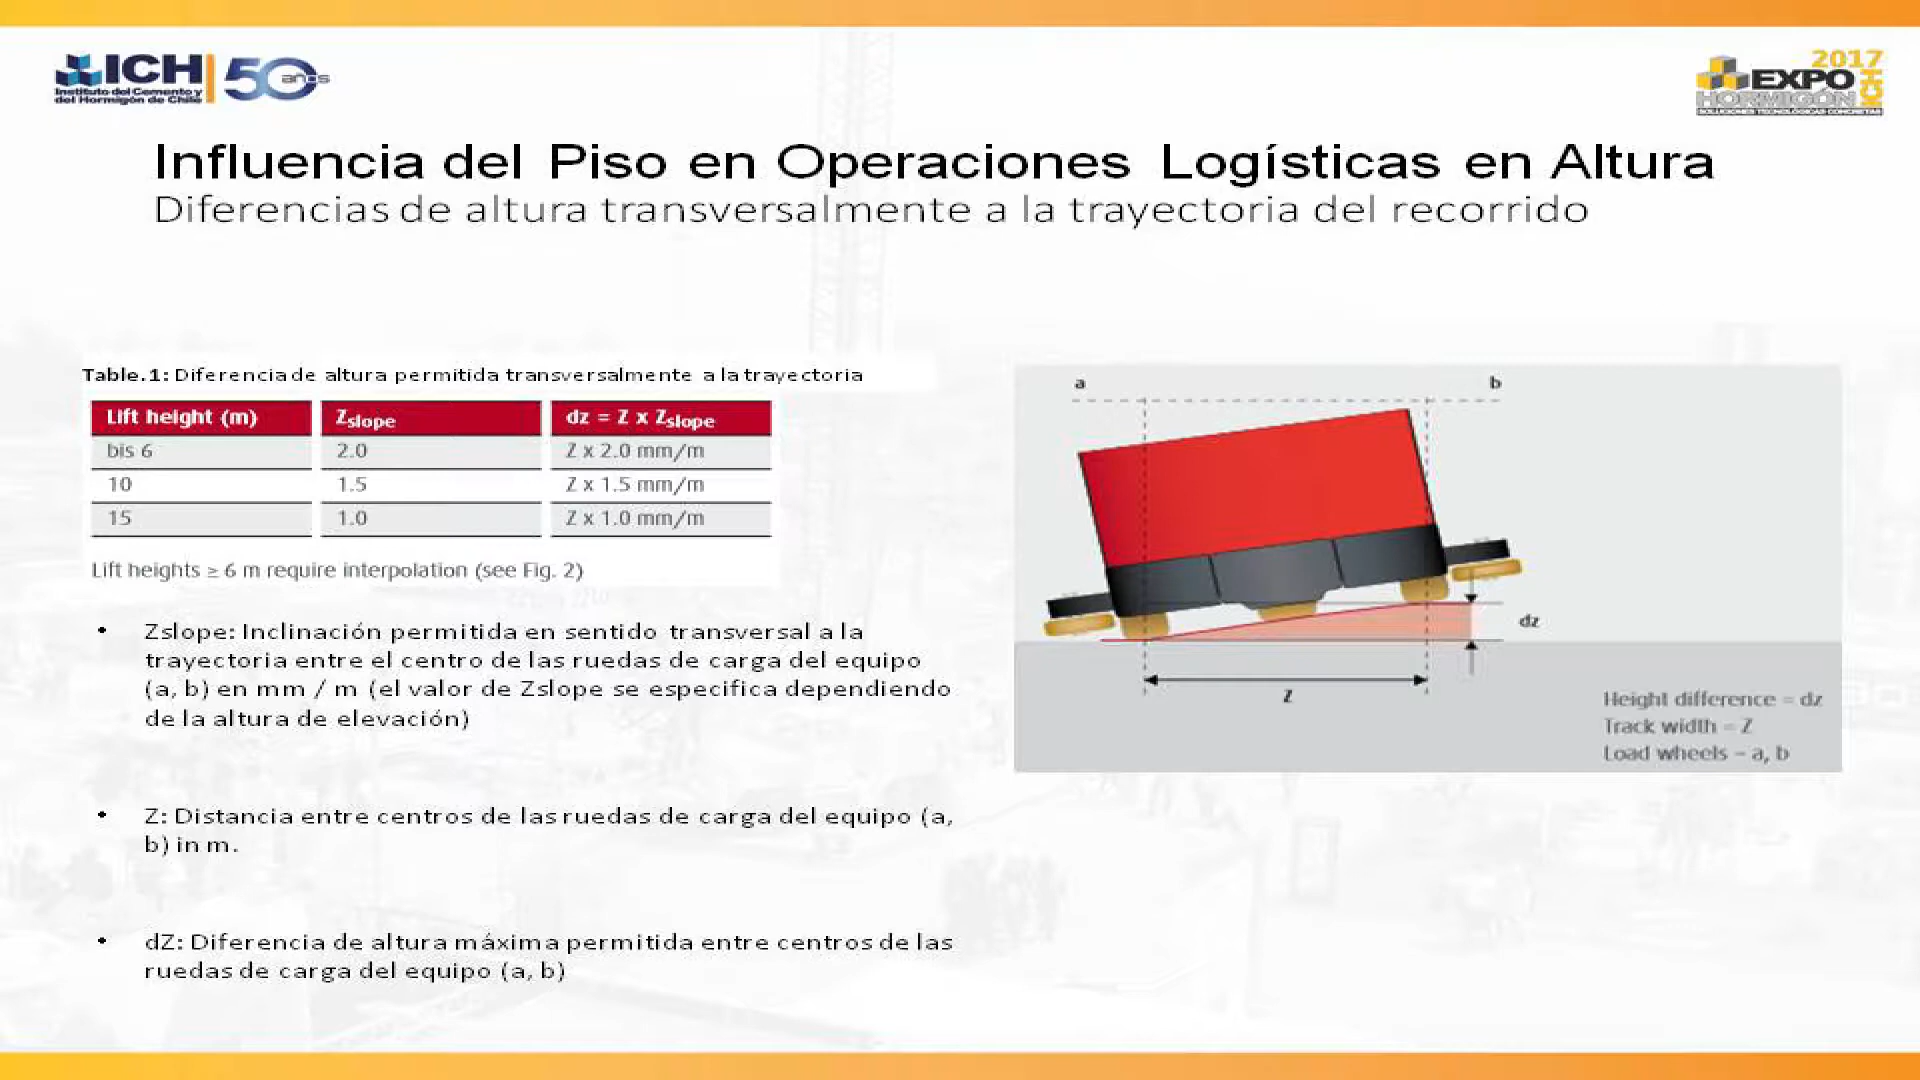 ICH 50 años
Instituto del Cemento y
del Hormigón de Chile
2017
EXPO
HORMIGÓN
ICH
SOLUCIONES TECNOLÓGICAS CONCRETAS
Influencia del Piso en Operaciones Logísticas en Altura
Diferencias de altura transversalmente a la trayectoria del recorrido
Table.1: Diferencia de altura permitida transversalmente a la trayectoria
Lift height (m) Zslope dz = Z x Zslope
bis 6 2.0 Z x 2.0 mm/m
10 1.5 Z x 1.5 mm/m
15 1.0 Z x 1.0 mm/m
Lift heights ≥ 6 m require interpolation (see Fig. 2)
• Zslope: Inclinación permitida en sentido transversal a la
trayectoria entre el centro de las ruedas de carga del equipo
(a, b) en mm / m (el valor de Zslope se especifica dependiendo
de la altura de elevación)
• Z: Distancia entre centros de las ruedas de carga del equipo (a,
b) in m.
• dZ: Diferencia de altura máxima permitida entre centros de las
ruedas de carga del equipo (a, b)
a b
dz
Z
Height difference = dz
Track width = Z
Load wheels = a, b